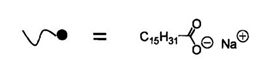 = C15H31 O O ⊖ Na⊕